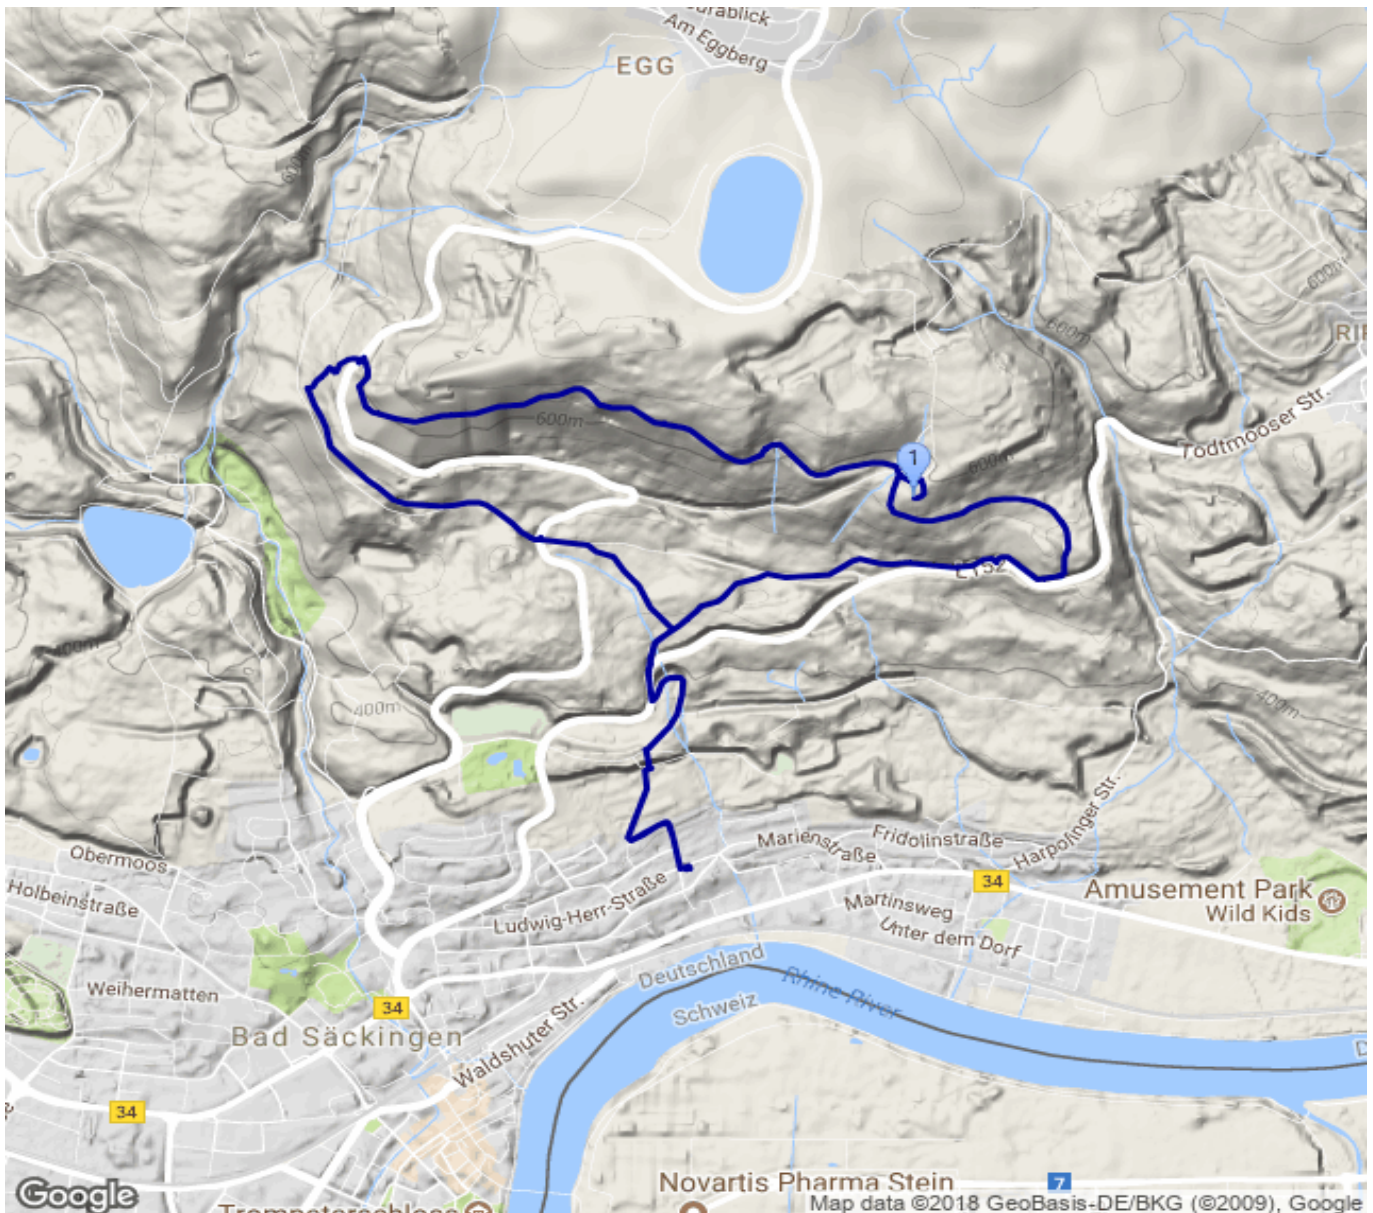 Am Eggberg
EGG
600m
600m
600m
Todtmooser Str.
600m
600m
1
L152
400m
400m
400m
Obermoos
Holbeinstraße
Weihermatten
Ludwig-Herr-Straße
Marienstraße
Fridolinstraße
Harpolinger Str.
34
Martinsweg
Unter dem Dorf
Amusement Park
Wild Kids
Deutschland
Schweiz
Rhine River
34
Bad Säckingen
Waldshuter Str.
34
Novartis Pharma Stein
7
Trompeterschloss
Google
Map data ©2018 GeoBasis-DE/BKG (©2009), Google